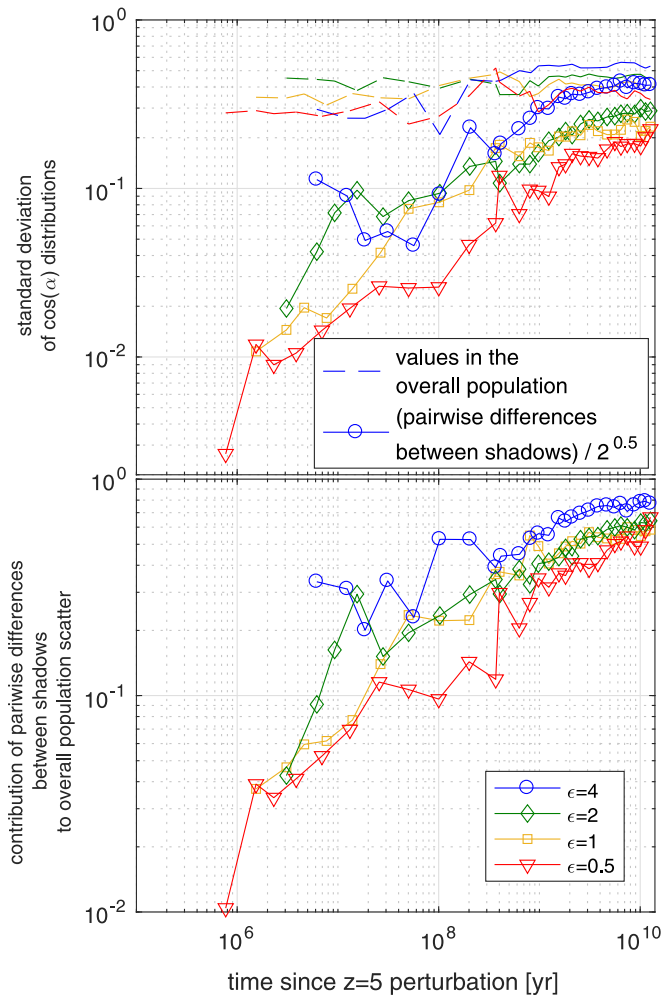 10^0
10^-1
10^-2
standard deviation
of cos(α) distributions
values in the
overall population
(pairwise differences
between shadows) / 2^0.5
10^0
10^-1
10^-2
contribution of pariwise differences
between shadows
to overall population scatter
ϵ=4
ϵ=2
ϵ=1
ϵ=0.5
10^6
10^8
10^10
time since z=5 perturbation [yr]